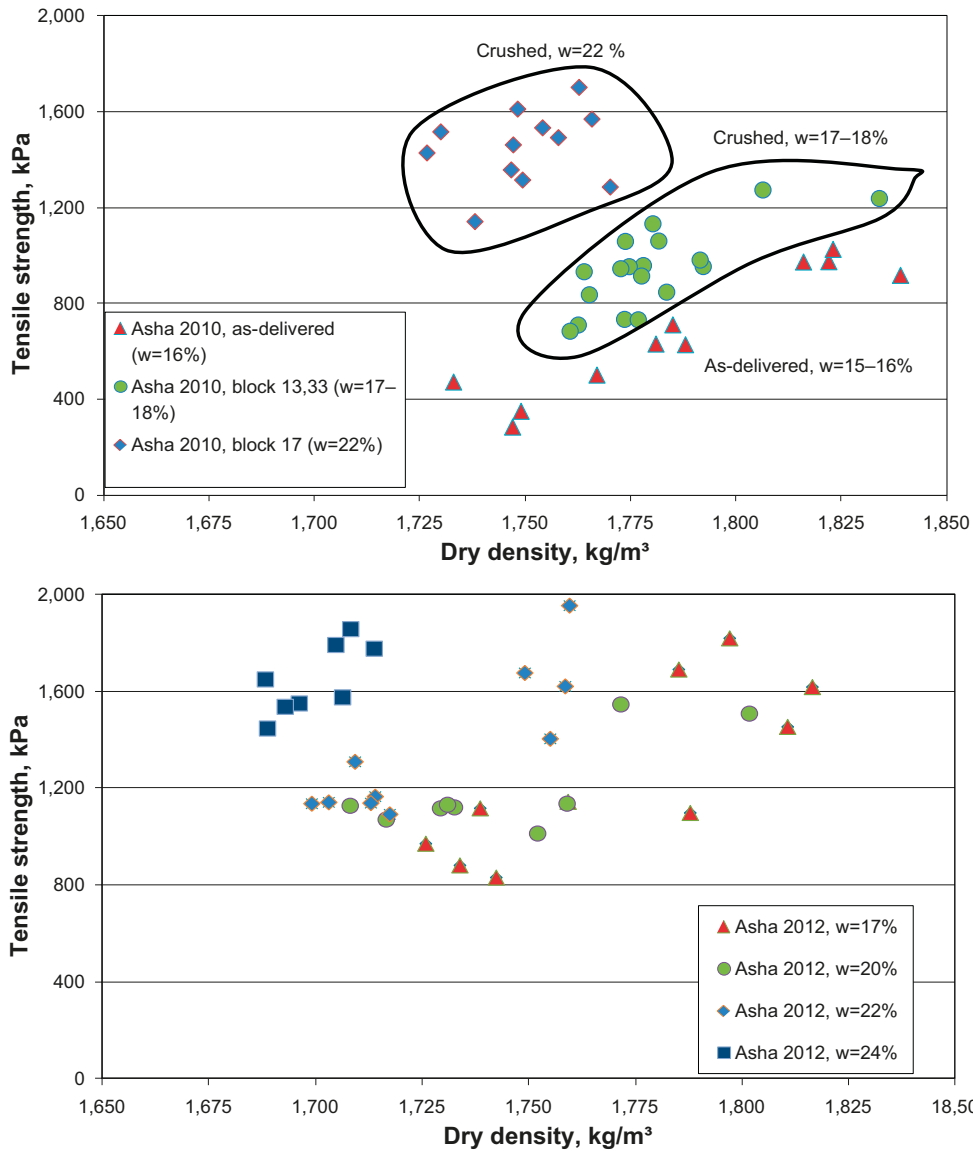 2,000
Crushed, w=22 %
1,600
Crushed, w=17–18%
1,200
Tensile strength, kPa
800
Asha 2010, as-delivered
(w=16%)
As-delivered, w=15–16%
Asha 2010, block 13,33 (w=17–
18%)
400
Asha 2010, block 17 (w=22%)
0
1,650 1,675 1,700 1,725 1,750 1,775 1,800 1,825 1,850
Dry density, kg/m³
2,000
1,600
1,200
Tensile strength, kPa
800
Asha 2012, w=17%
Asha 2012, w=20%
400
Asha 2012, w=22%
Asha 2012, w=24%
0
1,650 1,675 1,700 1,725 1,750 1,775 1,800 1,825 18,50
Dry density, kg/m³